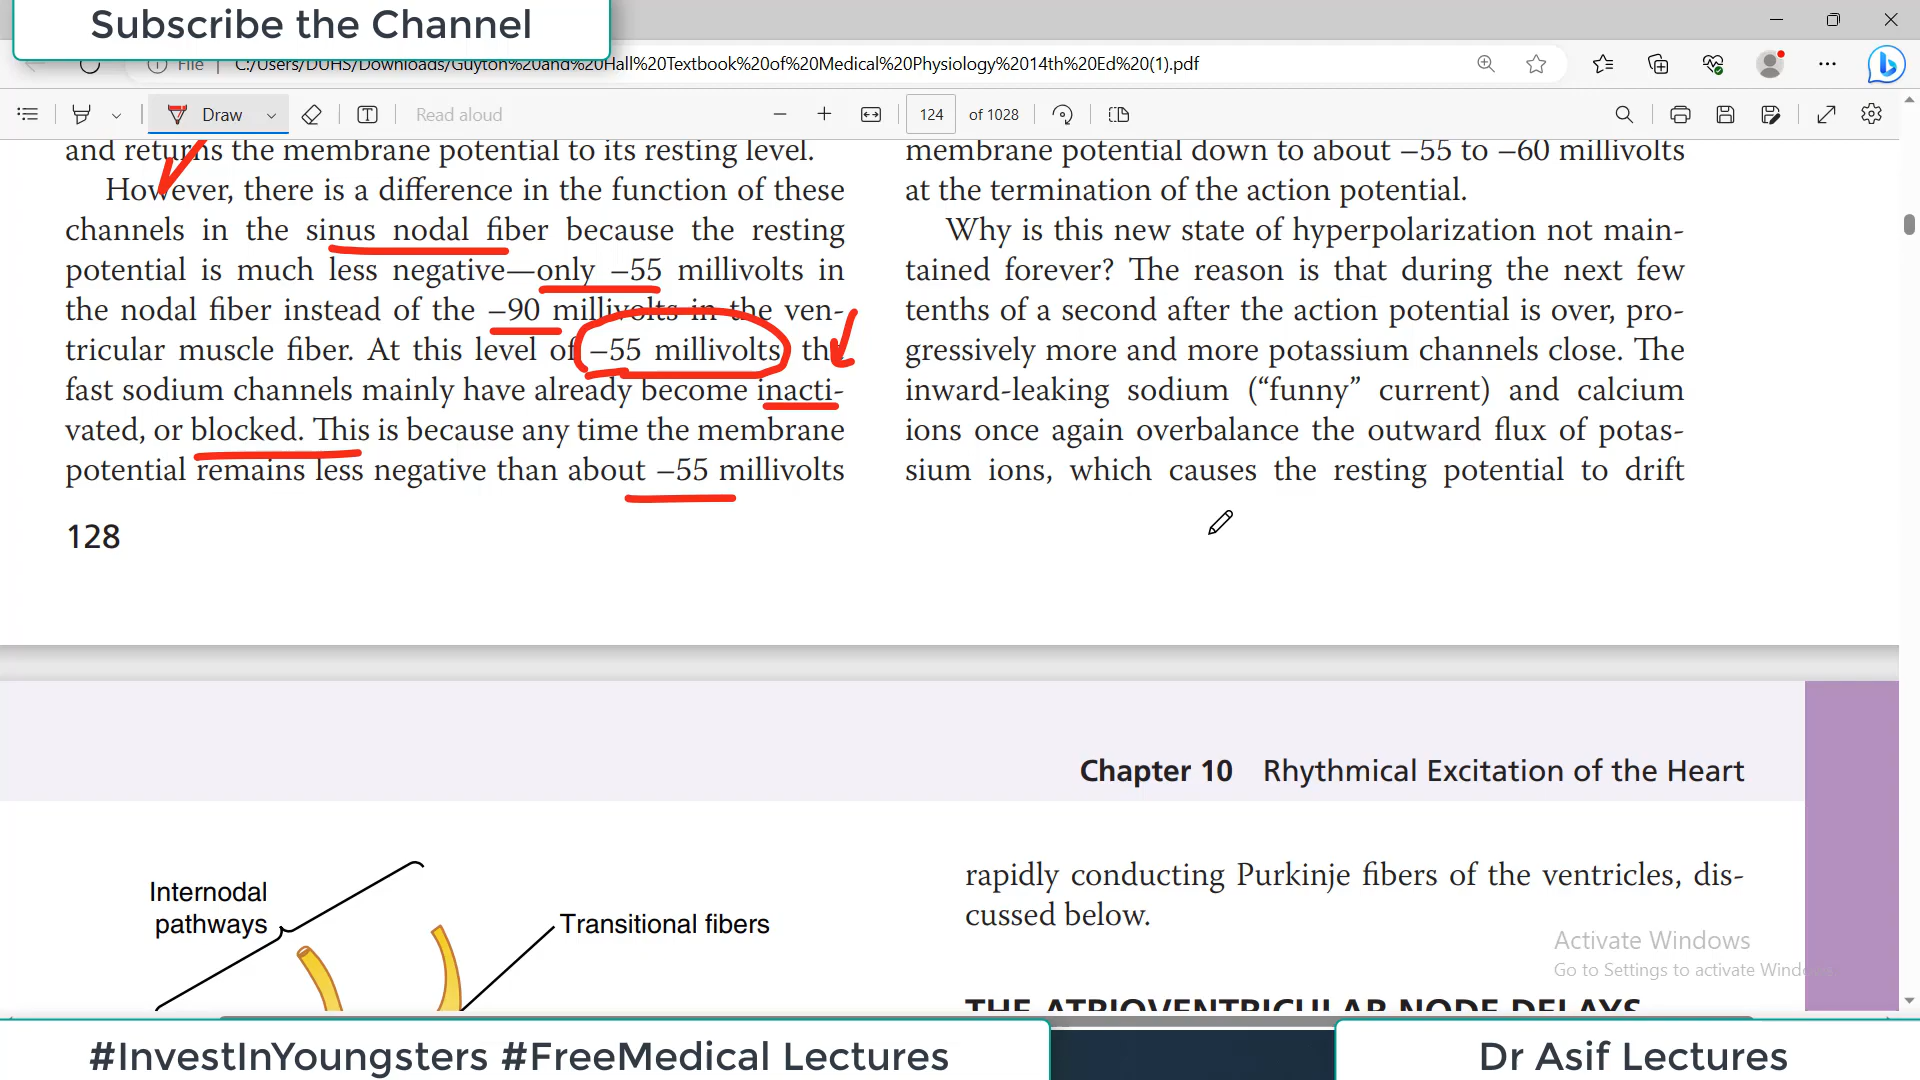 Subscribe the Channel
File
C:/Users/DUHS/Downloads/Guyton%20and%20Hall%20Textbook%20of%20Medical%20Physiology%2014th%20Ed%20(1).pdf
Draw
Read aloud
124
of 1028
and returns the membrane potential to its resting level.
However, there is a difference in the function of these
channels in the sinus nodal fiber because the resting
potential is much less negative—only –55 millivolts in
the nodal fiber instead of the –90 millivolts in the ven-
tricular muscle fiber. At this level of –55 millivolts, the
fast sodium channels mainly have already become inacti-
vated, or blocked. This is because any time the membrane
potential remains less negative than about –55 millivolts
128
membrane potential down to about –55 to –60 millivolts
at the termination of the action potential.
Why is this new state of hyperpolarization not main-
tained forever? The reason is that during the next few
tenths of a second after the action potential is over, pro-
gressively more and more potassium channels close. The
inward-leaking sodium (“funny” current) and calcium
ions once again overbalance the outward flux of potas-
sium ions, which causes the resting potential to drift
Chapter 10 Rhythmical Excitation of the Heart
Internodal
pathways
Transitional fibers
rapidly conducting Purkinje fibers of the ventricles, dis-
cussed below.
THE ATRIOVENTRICULAR NODE DELAYS
Activate Windows
Go to Settings to activate Windows
#InvestInYoungsters #FreeMedical Lectures
Dr Asif Lectures